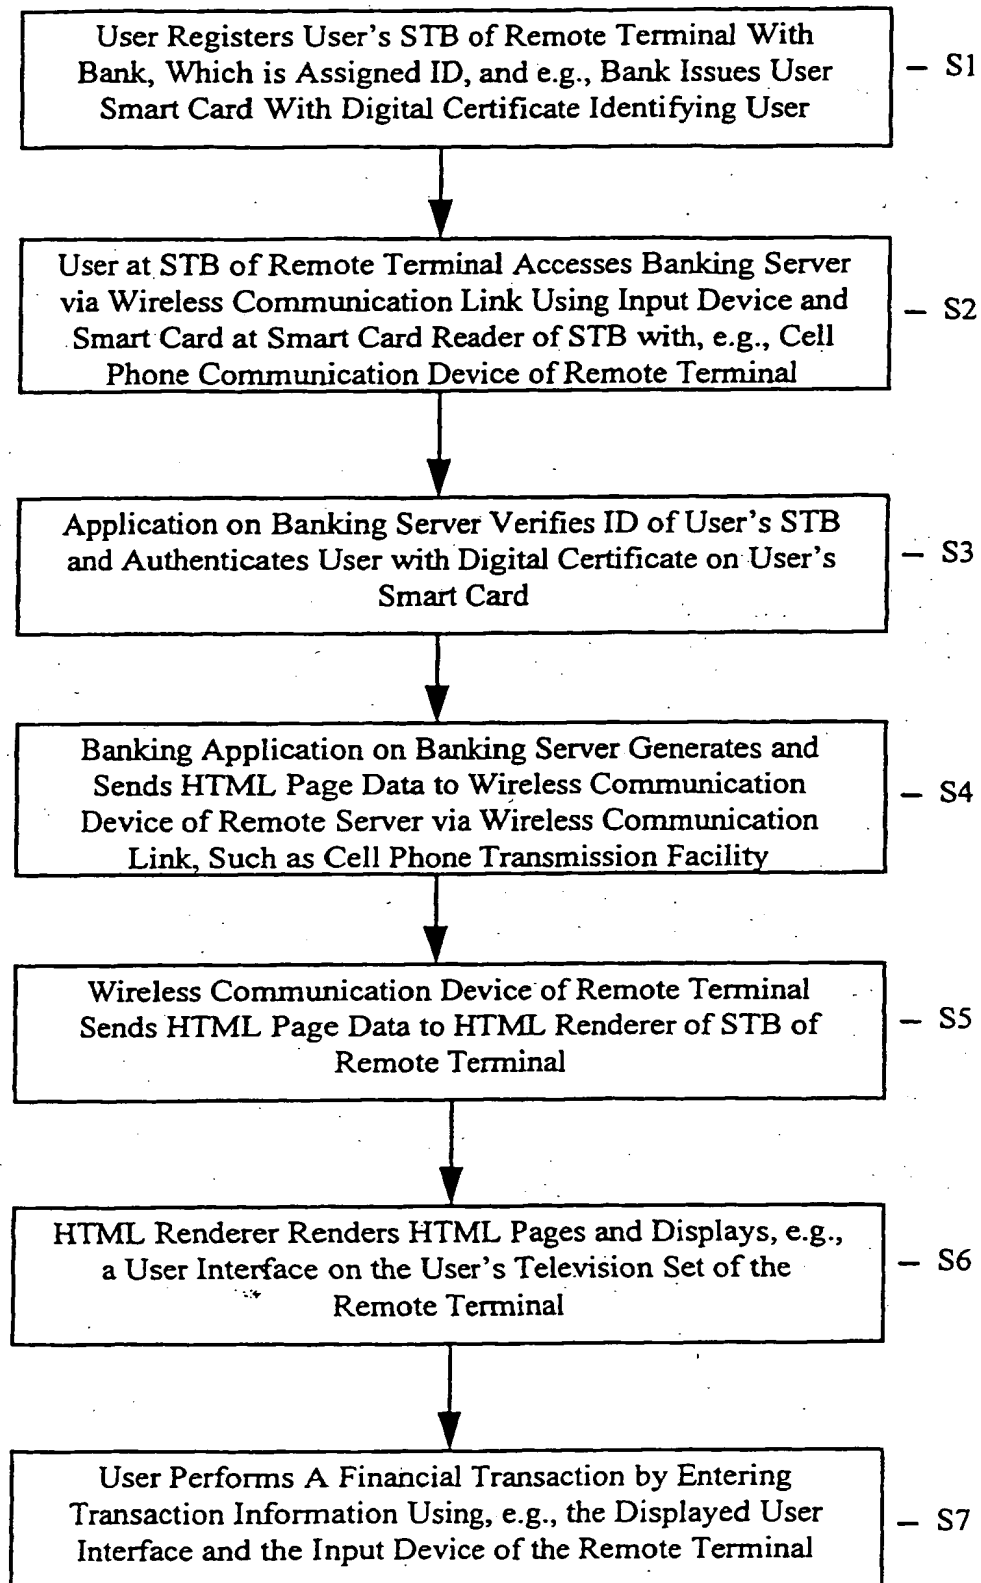 User Registers User's STB of Remote Terminal With
Bank, Which is Assigned ID, and e.g., Bank Issues User
Smart Card With Digital Certificate Identifying User
– S1
User at STB of Remote Terminal Accesses Banking Server
via Wireless Communication Link Using Input Device and
Smart Card at Smart Card Reader of STB with, e.g., Cell
Phone Communication Device of Remote Terminal
– S2
Application on Banking Server Verifies ID of User's STB
and Authenticates User with Digital Certificate on User's
Smart Card
– S3
Banking Application on Banking Server Generates and
Sends HTML Page Data to Wireless Communication
Device of Remote Server via Wireless Communication
Link, Such as Cell Phone Transmission Facility
– S4
Wireless Communication Device of Remote Terminal
Sends HTML Page Data to HTML Renderer of STB of
Remote Terminal
– S5
HTML Renderer Renders HTML Pages and Displays, e.g.,
a User Interface on the User's Television Set of the
Remote Terminal
– S6
User Performs A Financial Transaction by Entering
Transaction Information Using, e.g., the Displayed User
Interface and the Input Device of the Remote Terminal
– S7